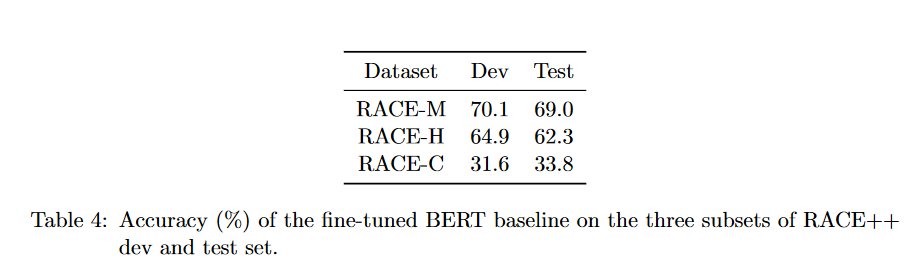 Dataset Dev Test
RACE-M 70.1 69.0
RACE-H 64.9 62.3
RACE-C 31.6 33.8
Table 4: Accuracy (%) of the fine-tuned BERT baseline on the three subsets of RACE++
dev and test set.